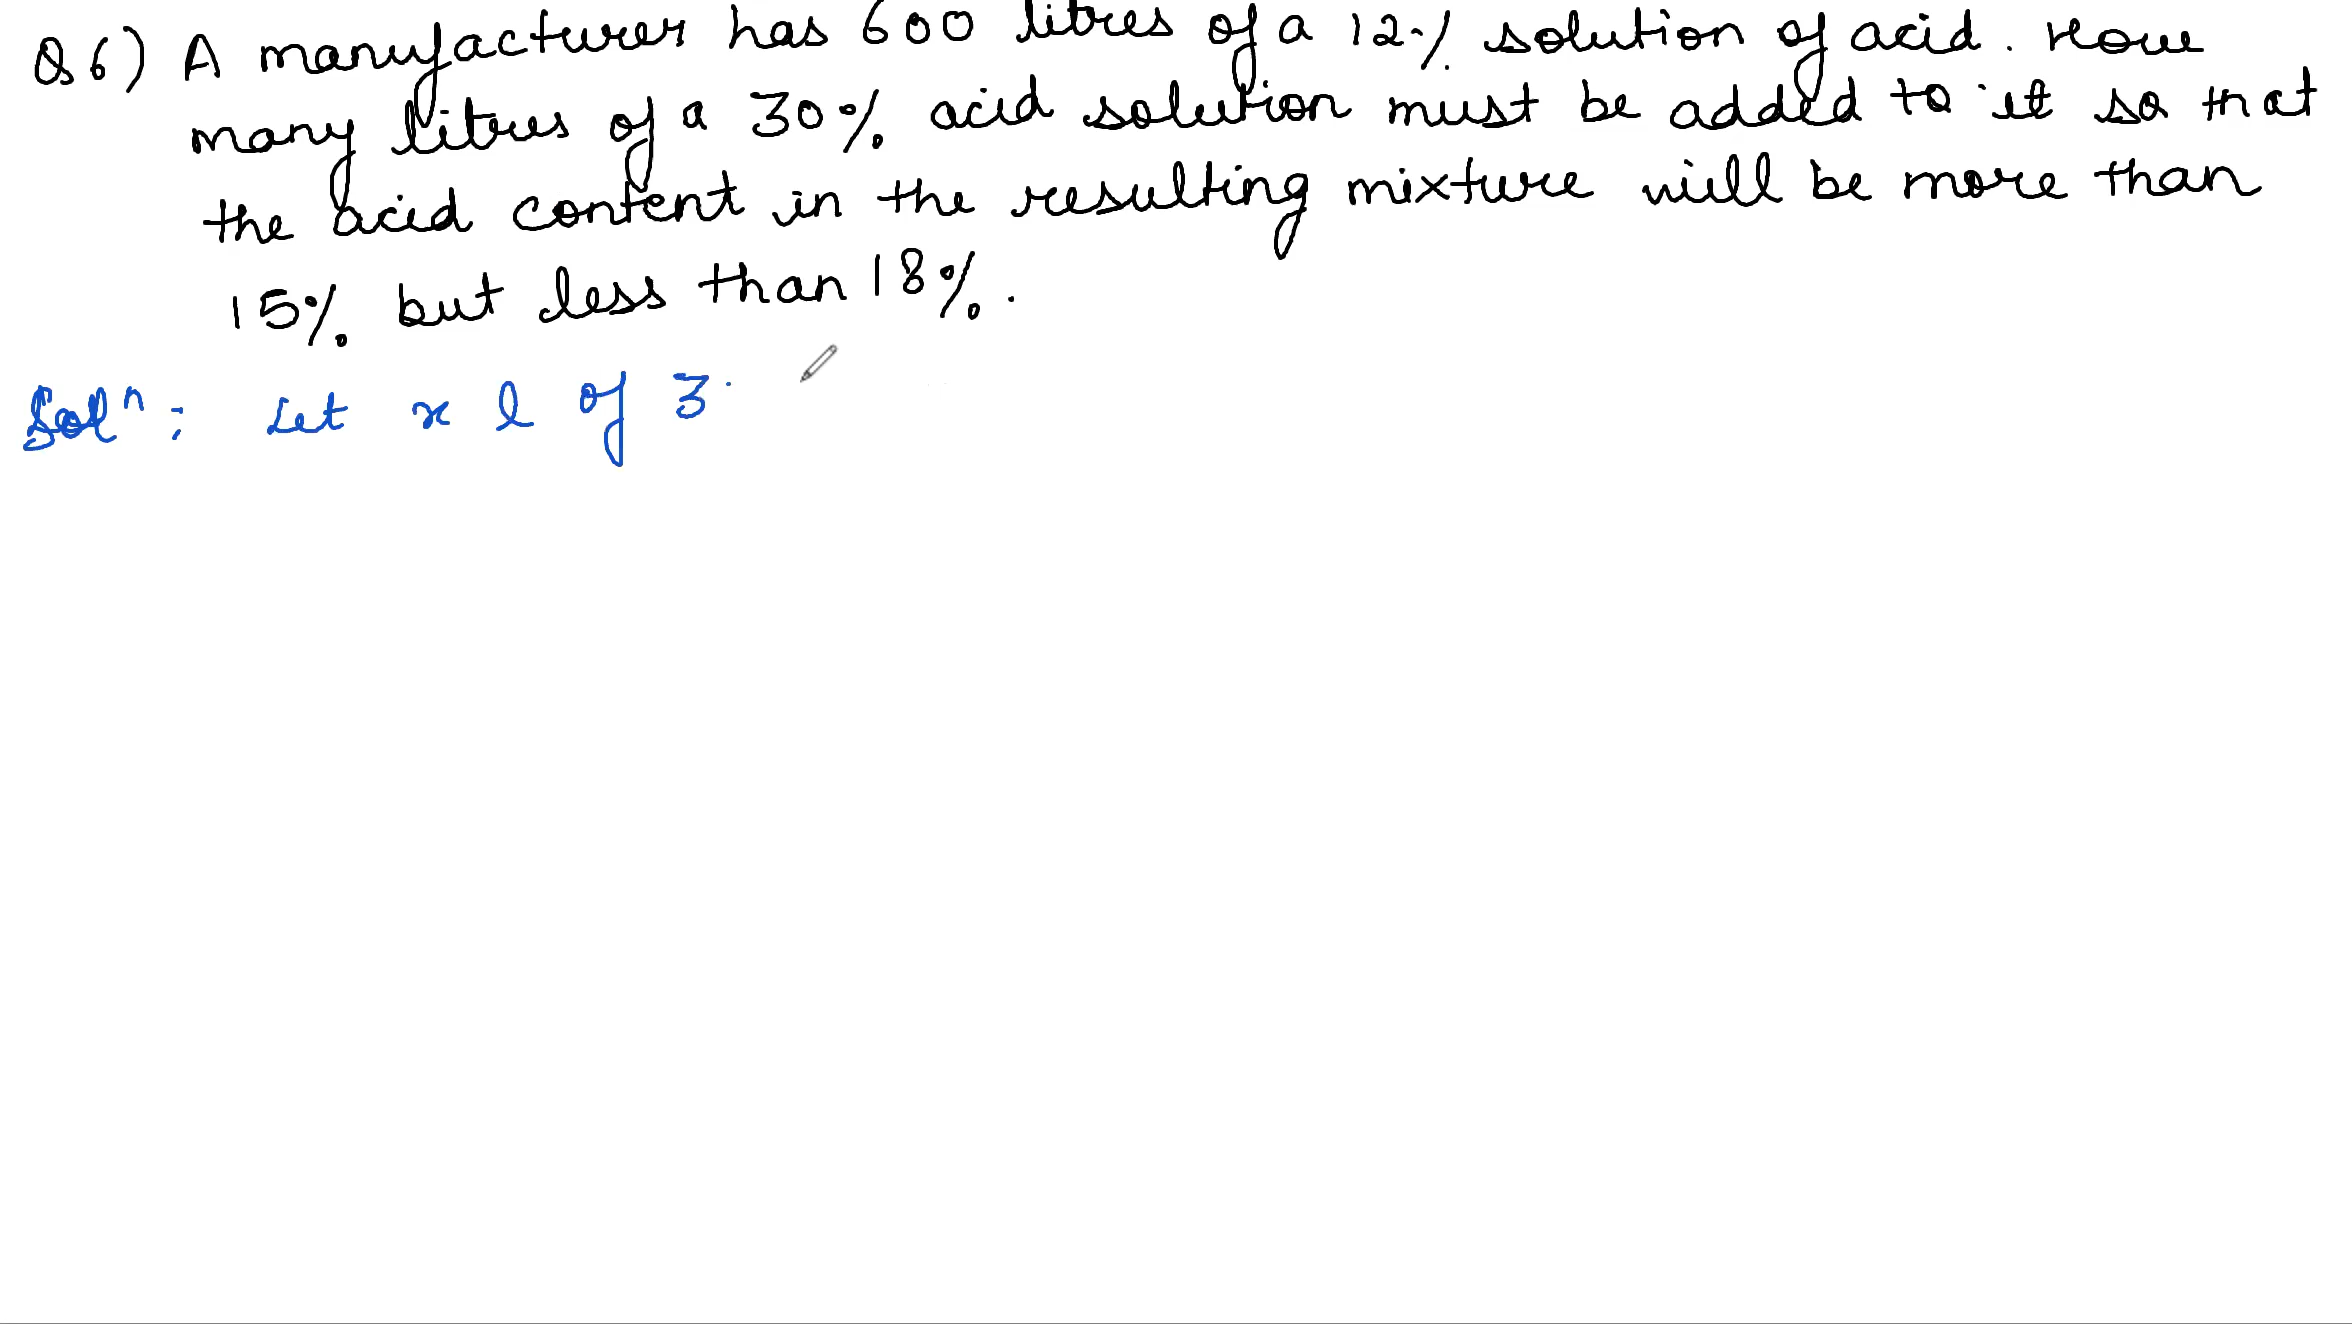 Q6) A manufacturer has 600 litres of a 12% solution of acid. How
many litres of a 30% acid solution must be added to it so that
the acid content in the resulting mixture will be more than
15% but less than 18%.
Solⁿ: Let x l of 3